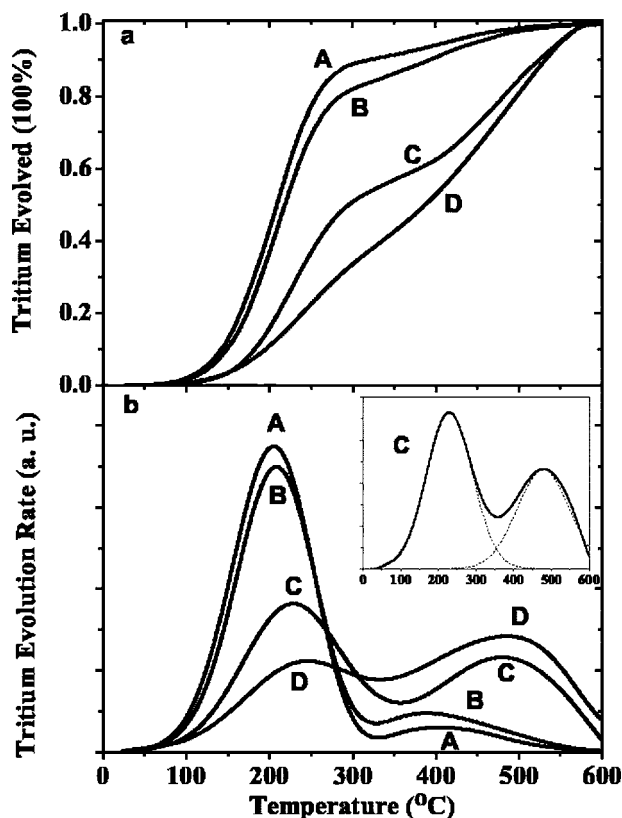 a
1.0
0.8
0.6
0.4
0.2
0.0
Tritium Evolved (100%)
A
B
C
D
b
Tritium Evolution Rate (a. u.)
A
B
C
D
D
C
B
A
C
0 100 200 300 400 500 600
0 100 200 300 400 500 600
Temperature (°C)